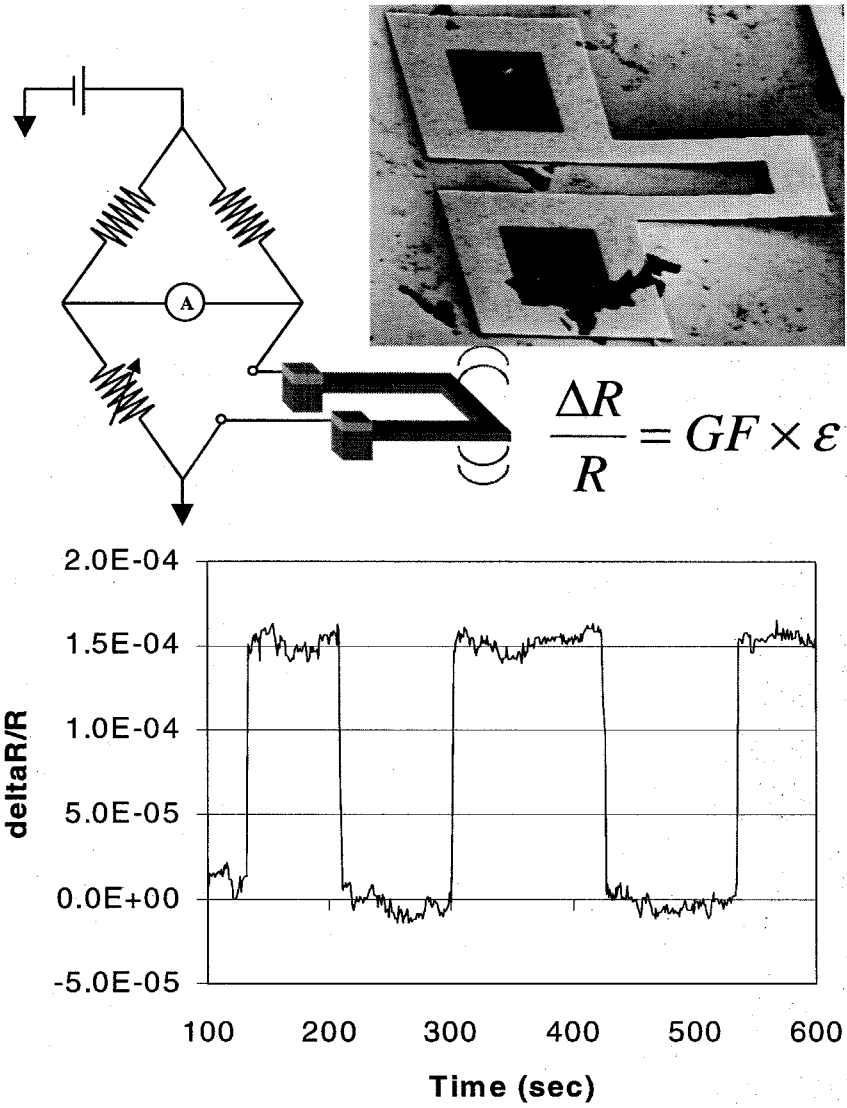 A
ΔR
R
= GF × ε
2.0E-04
1.5E-04
1.0E-04
5.0E-05
0.0E+00
-5.0E-05
deltaR/R
100 200 300 400 500 600
Time (sec)